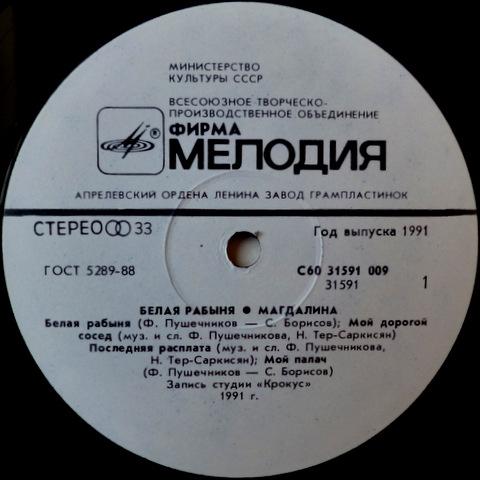 МИНИСТЕРСТВО
КУЛЬТУРЫ СССР
ВСЕСОЮЗНОЕ ТВОРЧЕСКО-
ПРОИЗВОДСТВЕННОЕ ОБЪЕДИНЕНИЕ
ФИРМА
®
МЕЛОДИЯ
АПРЕЛЕВСКИЙ ОРДЕНА ЛЕНИНА ЗАВОД ГРАМПЛАСТИНОК
СТЕРЕО 33
Год выпуска 1991
ГОСТ 5289-88
С60 31591 009
31591
1
БЕЛАЯ РАБЫНЯ ● МАГДАЛИНА
Белая рабыня (Ф. Пушечников — С. Борисов); Мой дорогой
сосед (муз. и сл. Ф. Пушечникова, Н. Тер-Саркисян)
Последняя расплата (муз. и сл. Ф. Пушечникова,
Н. Тер-Саркисян); Мой палач
(Ф. Пушечников — С. Борисов)
Запись студии «Крокус»
1991 г.